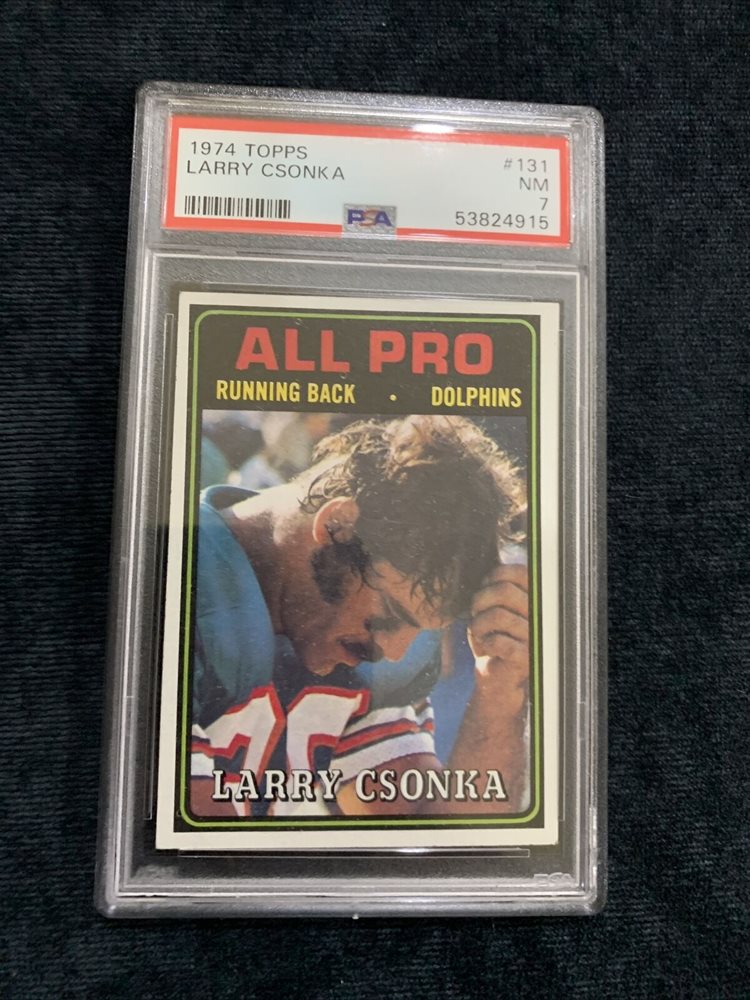 1974 TOPPS #131
LARRY CSONKA NM
7
PSA 53824915
ALL PRO
RUNNING BACK • DOLPHINS
LARRY CSONKA